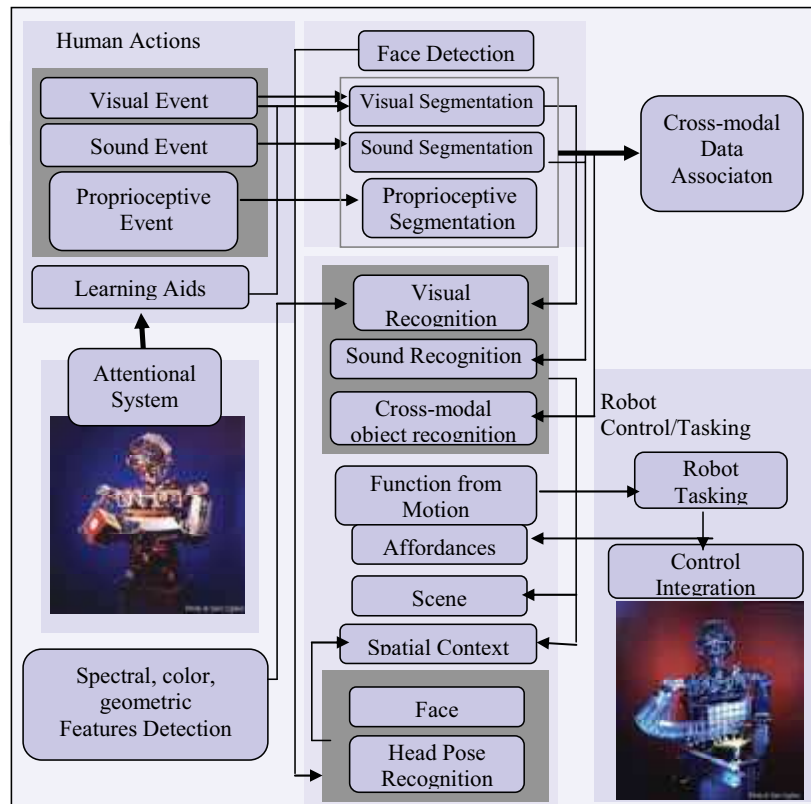 Human Actions
Visual Event
Sound Event
Proprioceptive
Event
Learning Aids
Attentional
System
Spectral, color,
geometric
Features Detection
Face Detection
Visual Segmentation
Sound Segmentation
Proprioceptive
Segmentation
Visual
Recognition
Sound Recognition
Cross-modal
object recognition
Function from
Motion
Affordances
Scene
Spatial Context
Face
Head Pose
Recognition
Cross-modal
Data
Associaton
Robot
Control/Tasking
Robot
Tasking
Control
Integration